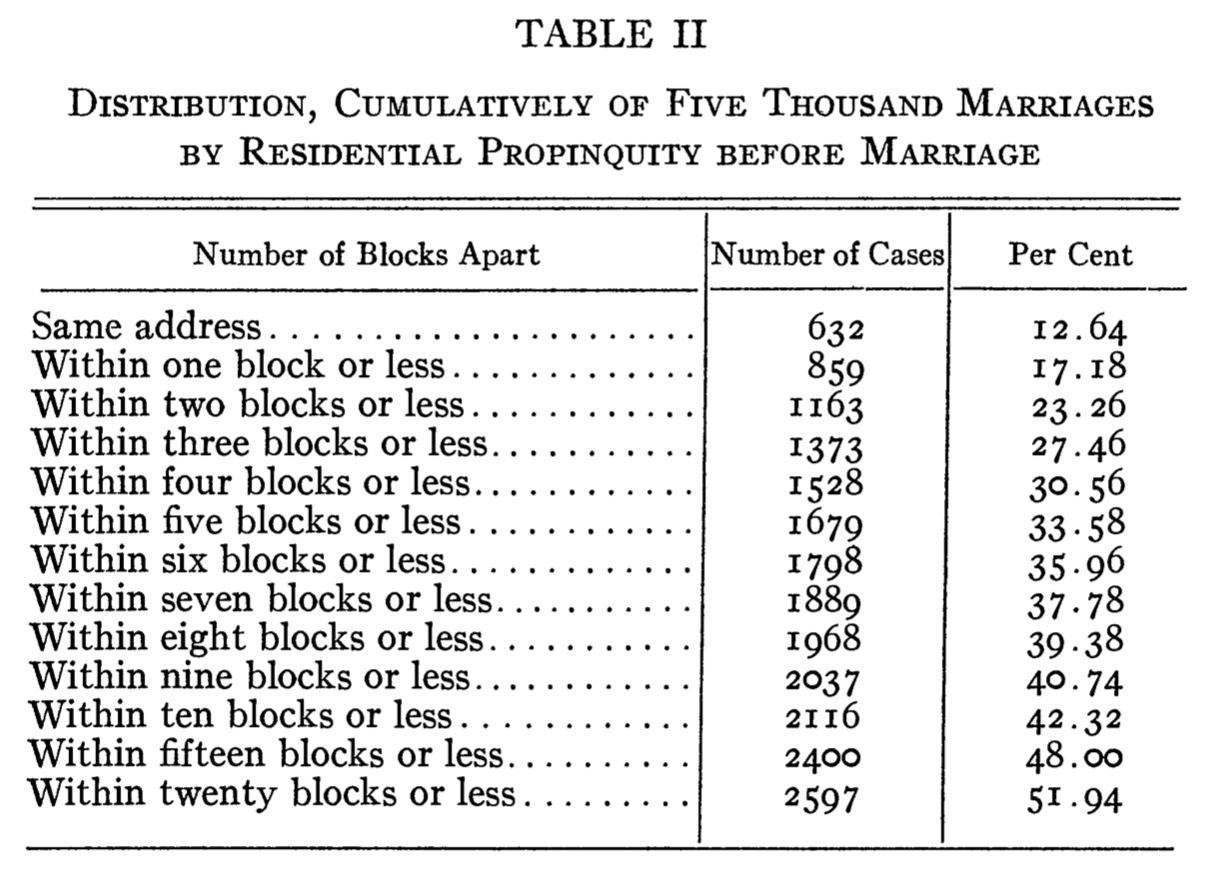 TABLE II
DISTRIBUTION, CUMULATIVELY OF FIVE THOUSAND MARRIAGES
BY RESIDENTIAL PROPINQUITY BEFORE MARRIAGE
Number of Blocks Apart Number of Cases Per Cent
Same address...................... 632 12.64
Within one block or less............. 859 17.18
Within two blocks or less............ 1163 23.26
Within three blocks or less........... 1373 27.46
Within four blocks or less............ 1528 30.56
Within five blocks or less............ 1679 33.58
Within six blocks or less............. 1798 35.96
Within seven blocks or less........... 1889 37.78
Within eight blocks or less........... 1968 39.38
Within nine blocks or less............ 2037 40.74
Within ten blocks or less............. 2116 42.32
Within fifteen blocks or less.......... 2400 48.00
Within twenty blocks or less......... 2597 51.94